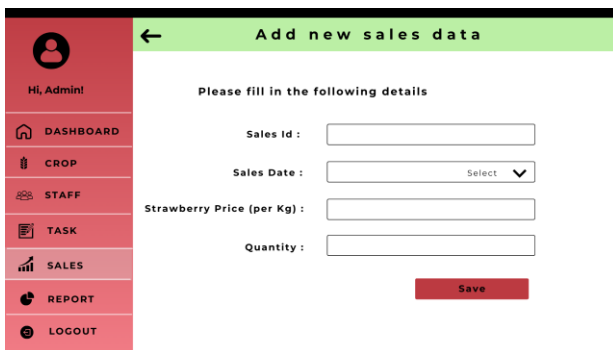 Add new sales data
Hi, Admin!
Please fill in the following details
DASHBOARD
CROP
STAFF
TASK
SALES
REPORT
LOGOUT
Sales Id :
Sales Date :
Select
Strawberry Price (per Kg) :
Quantity :
Save